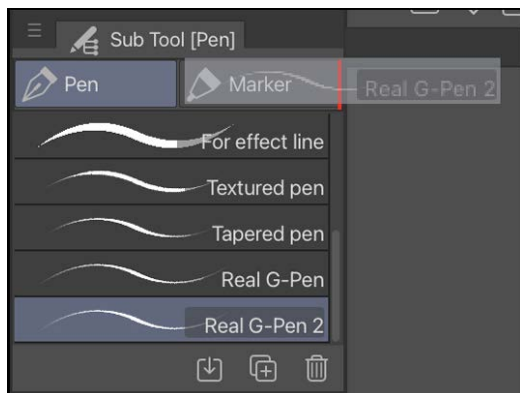 Sub Tool [Pen]
Pen
Marker
Real G-Pen 2
For effect line
Textured pen
Tapered pen
Real G-Pen
Real G-Pen 2